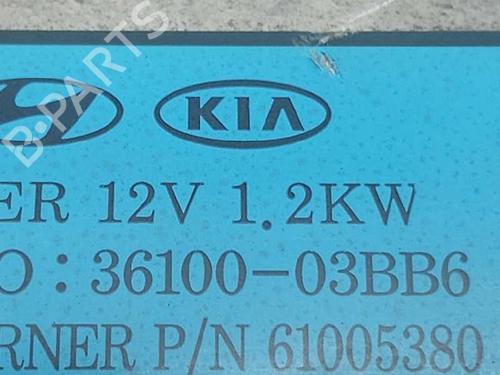 B-PARTS
KIA
ER 12V 1.2KW
O : 36100-03BB6
RNER P/N 61005380